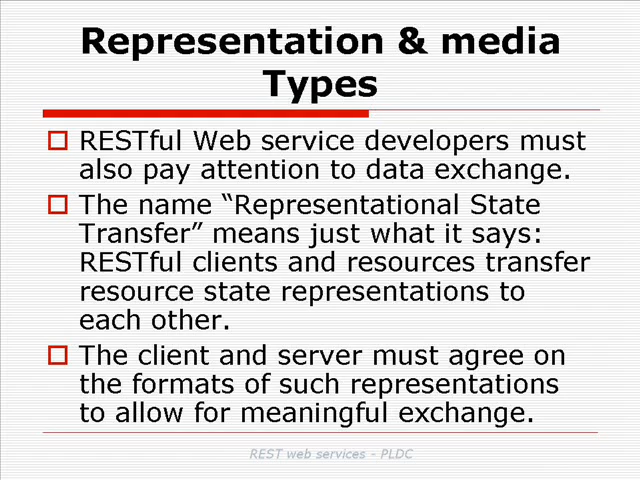 Representation & media
Types
RESTful Web service developers must
also pay attention to data exchange.
The name “Representational State
Transfer” means just what it says:
RESTful clients and resources transfer
resource state representations to
each other.
The client and server must agree on
the formats of such representations
to allow for meaningful exchange.
REST web services - PLDC